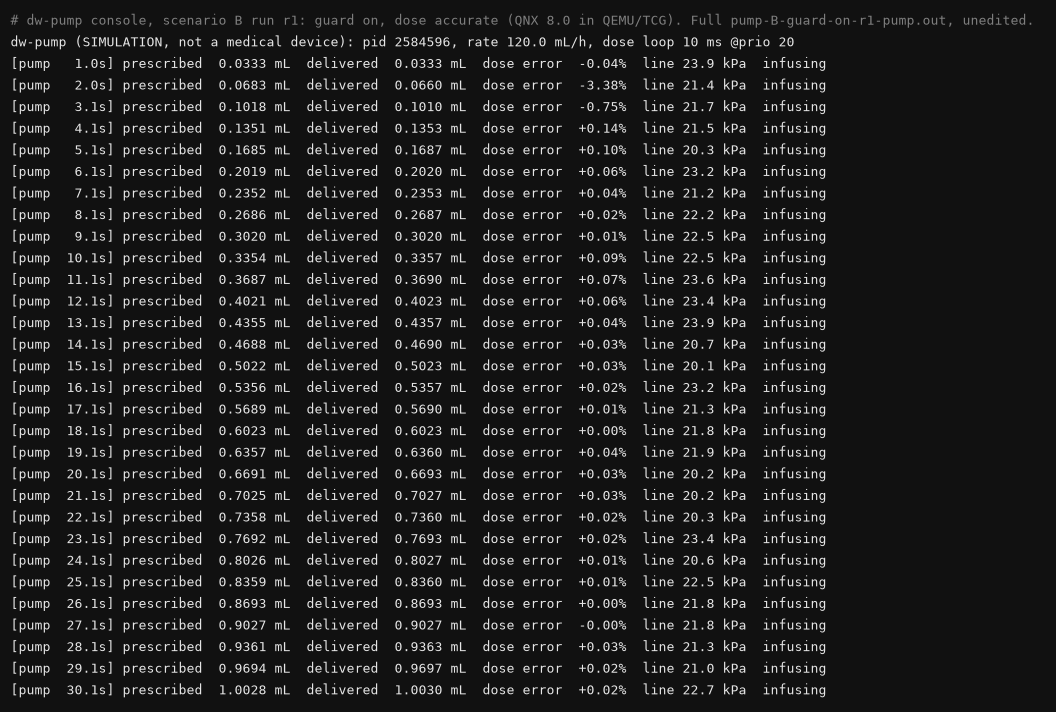 # dw-pump console, scenario B run r1: guard on, dose accurate (QNX 8.0 in QEMU/TCG). Full pump-B-guard-on-r1-pump.out, unedited.
dw-pump (SIMULATION, not a medical device): pid 2584596, rate 120.0 mL/h, dose loop 10 ms @prio 20
[pump   1.0s] prescribed  0.0333 mL  delivered  0.0333 mL  dose error  -0.04%  line 23.9 kPa  infusing
[pump   2.0s] prescribed  0.0683 mL  delivered  0.0660 mL  dose error  -3.38%  line 21.4 kPa  infusing
[pump   3.1s] prescribed  0.1018 mL  delivered  0.1010 mL  dose error  -0.75%  line 21.7 kPa  infusing
[pump   4.1s] prescribed  0.1351 mL  delivered  0.1353 mL  dose error  +0.14%  line 21.5 kPa  infusing
[pump   5.1s] prescribed  0.1685 mL  delivered  0.1687 mL  dose error  +0.10%  line 20.3 kPa  infusing
[pump   6.1s] prescribed  0.2019 mL  delivered  0.2020 mL  dose error  +0.06%  line 23.2 kPa  infusing
[pump   7.1s] prescribed  0.2352 mL  delivered  0.2353 mL  dose error  +0.04%  line 21.2 kPa  infusing
[pump   8.1s] prescribed  0.2686 mL  delivered  0.2687 mL  dose error  +0.02%  line 22.2 kPa  infusing
[pump   9.1s] prescribed  0.3020 mL  delivered  0.3020 mL  dose error  +0.01%  line 22.5 kPa  infusing
[pump  10.1s] prescribed  0.3354 mL  delivered  0.3357 mL  dose error  +0.09%  line 22.5 kPa  infusing
[pump  11.1s] prescribed  0.3687 mL  delivered  0.3690 mL  dose error  +0.07%  line 23.6 kPa  infusing
[pump  12.1s] prescribed  0.4021 mL  delivered  0.4023 mL  dose error  +0.06%  line 23.4 kPa  infusing
[pump  13.1s] prescribed  0.4355 mL  delivered  0.4357 mL  dose error  +0.04%  line 23.9 kPa  infusing
[pump  14.1s] prescribed  0.4688 mL  delivered  0.4690 mL  dose error  +0.03%  line 20.7 kPa  infusing
[pump  15.1s] prescribed  0.5022 mL  delivered  0.5023 mL  dose error  +0.03%  line 20.1 kPa  infusing
[pump  16.1s] prescribed  0.5356 mL  delivered  0.5357 mL  dose error  +0.02%  line 23.2 kPa  infusing
[pump  17.1s] prescribed  0.5689 mL  delivered  0.5690 mL  dose error  +0.01%  line 21.3 kPa  infusing
[pump  18.1s] prescribed  0.6023 mL  delivered  0.6023 mL  dose error  +0.00%  line 21.8 kPa  infusing
[pump  19.1s] prescribed  0.6357 mL  delivered  0.6360 mL  dose error  +0.04%  line 21.9 kPa  infusing
[pump  20.1s] prescribed  0.6691 mL  delivered  0.6693 mL  dose error  +0.03%  line 20.2 kPa  infusing
[pump  21.1s] prescribed  0.7025 mL  delivered  0.7027 mL  dose error  +0.03%  line 20.2 kPa  infusing
[pump  22.1s] prescribed  0.7358 mL  delivered  0.7360 mL  dose error  +0.02%  line 20.3 kPa  infusing
[pump  23.1s] prescribed  0.7692 mL  delivered  0.7693 mL  dose error  +0.02%  line 23.4 kPa  infusing
[pump  24.1s] prescribed  0.8026 mL  delivered  0.8027 mL  dose error  +0.01%  line 20.6 kPa  infusing
[pump  25.1s] prescribed  0.8359 mL  delivered  0.8360 mL  dose error  +0.01%  line 22.5 kPa  infusing
[pump  26.1s] prescribed  0.8693 mL  delivered  0.8693 mL  dose error  +0.00%  line 21.8 kPa  infusing
[pump  27.1s] prescribed  0.9027 mL  delivered  0.9027 mL  dose error  -0.00%  line 21.8 kPa  infusing
[pump  28.1s] prescribed  0.9361 mL  delivered  0.9363 mL  dose error  +0.03%  line 21.3 kPa  infusing
[pump  29.1s] prescribed  0.9694 mL  delivered  0.9697 mL  dose error  +0.02%  line 21.0 kPa  infusing
[pump  30.1s] prescribed  1.0028 mL  delivered  1.0030 mL  dose error  +0.02%  line 22.7 kPa  infusing